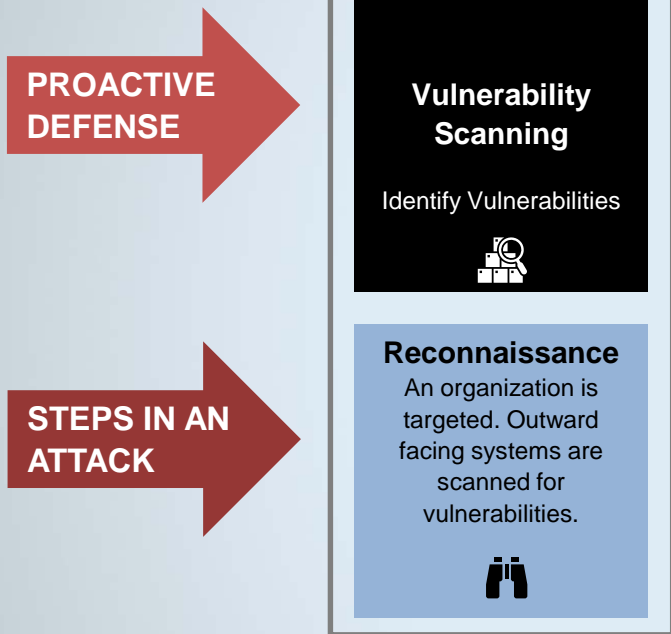 PROACTIVE
DEFENSE
Vulnerability
Scanning
Identify Vulnerabilities
STEPS IN AN
ATTACK
Reconnaissance
An organization is
targeted. Outward
facing systems are
scanned for
vulnerabilities.